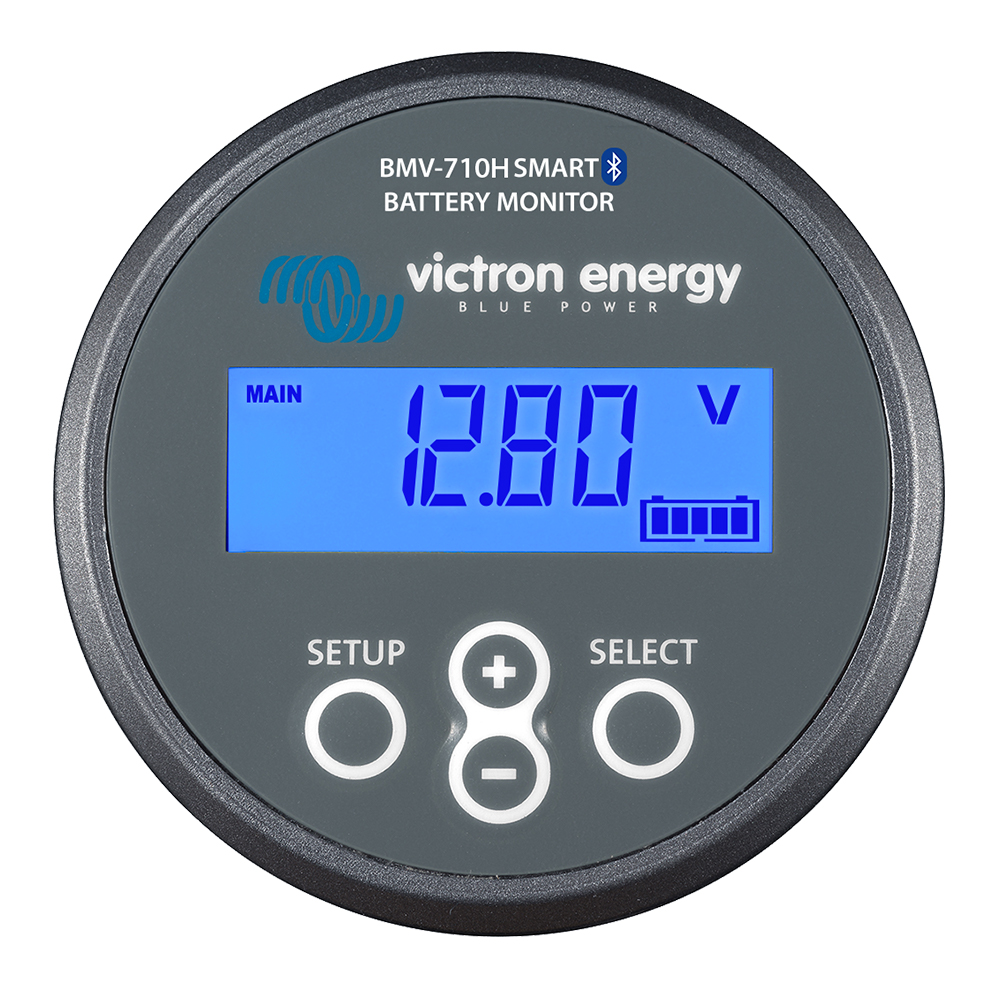 BMV-710H SMART
BATTERY MONITOR
victron energy
BLUE POWER
MAIN 12.80 V
SETUP + SELECT
-